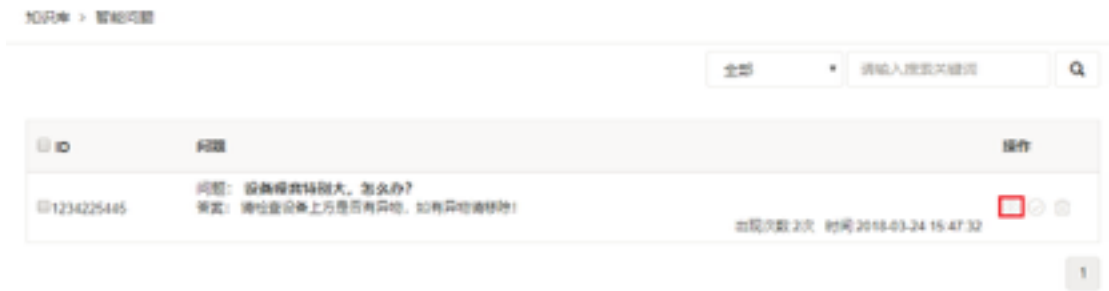 知识库 > 智能问题
全部
请输入搜索关键词
ID
问题
操作
问题： 设备噪音特别大，怎么办？
1234225445
答案： 请检查设备上方是否有异物，如有异物请移除！
出现次数:2次 时间:2018-03-24 15:47:32
1